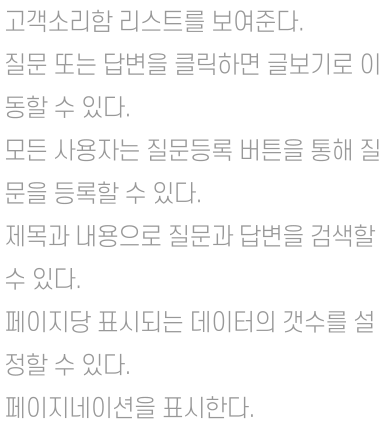 고객소리함 리스트를 보여준다.
질문 또는 답변을 클릭하면 글보기로 이
동할 수 있다.
모든 사용자는 질문등록 버튼을 통해 질
문을 등록할 수 있다.
제목과 내용으로 질문과 답변을 검색할
수 있다.
페이지당 표시되는 데이터의 갯수를 설
정할 수 있다.
페이지네이션을 표시한다.